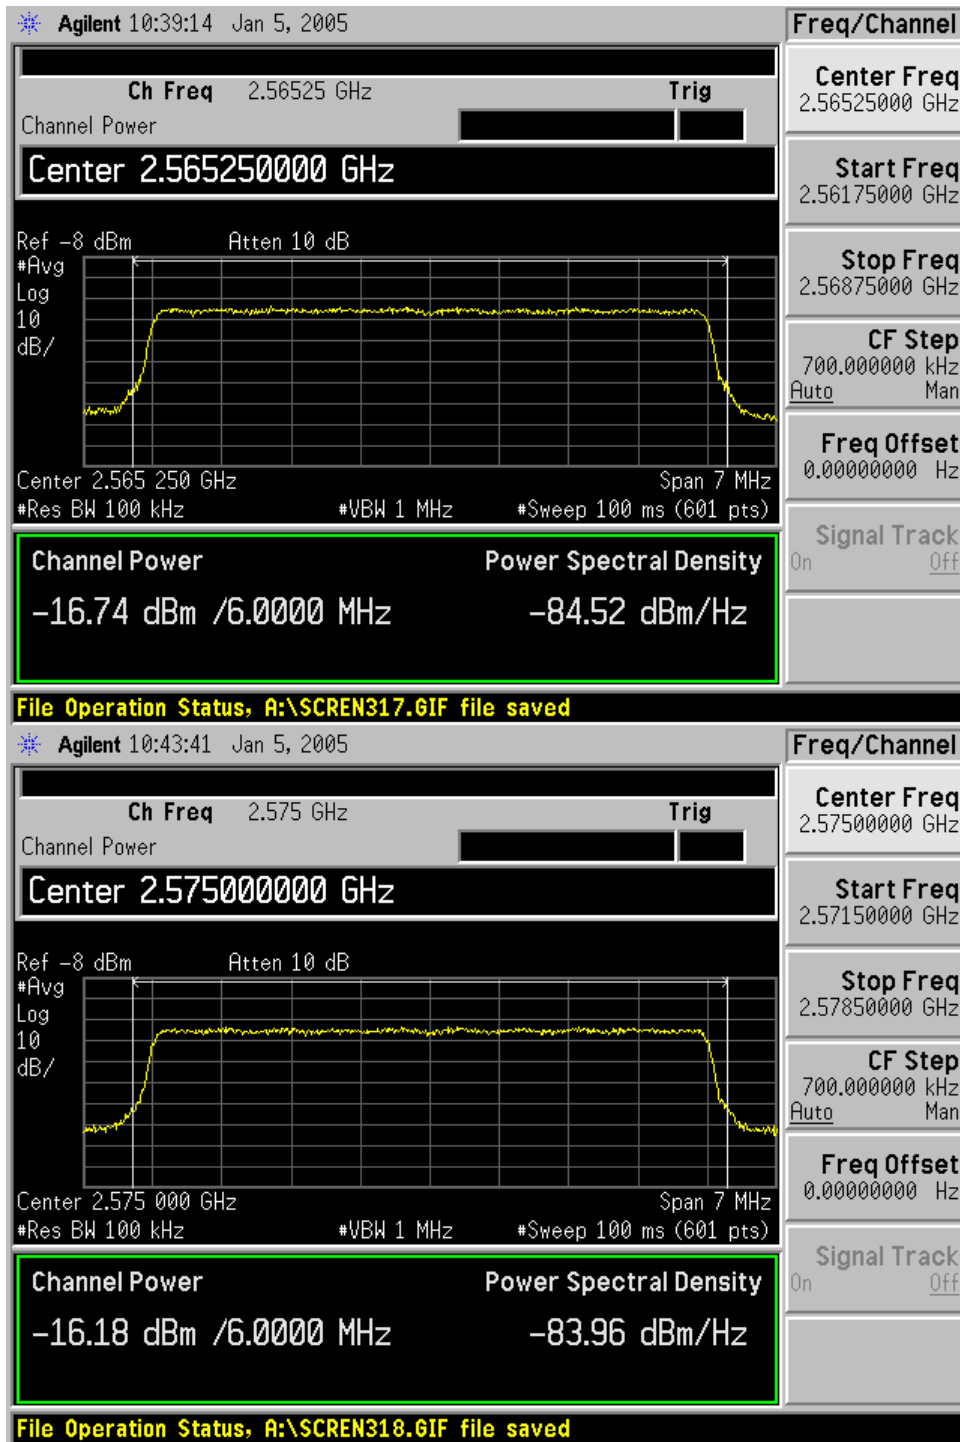 Agilent 10:39:14 Jan 5, 2005
Freq/Channel
Ch Freq 2.56525 GHz Trig
Channel Power
Center 2.565250000 GHz
Ref -8 dBm Atten 10 dB
#Avg
Log
10
dB/
Center 2.565 250 GHz Span 7 MHz
#Res BW 100 kHz #VBW 1 MHz #Sweep 100 ms (601 pts)
Channel Power Power Spectral Density
-16.74 dBm /6.0000 MHz -84.52 dBm/Hz
File Operation Status, A:\SCREN317.GIF file saved
Center Freq
2.56525000 GHz
Start Freq
2.56175000 GHz
Stop Freq
2.56875000 GHz
CF Step
700.000000 kHz
Auto Man
Freq Offset
0.00000000 Hz
Signal Track
On Off
Agilent 10:43:41 Jan 5, 2005
Freq/Channel
Ch Freq 2.575 GHz Trig
Channel Power
Center 2.575000000 GHz
Ref -8 dBm Atten 10 dB
#Avg
Log
10
dB/
Center 2.575 000 GHz Span 7 MHz
#Res BW 100 kHz #VBW 1 MHz #Sweep 100 ms (601 pts)
Channel Power Power Spectral Density
-16.18 dBm /6.0000 MHz -83.96 dBm/Hz
File Operation Status, A:\SCREN318.GIF file saved
Center Freq
2.57500000 GHz
Start Freq
2.57150000 GHz
Stop Freq
2.57850000 GHz
CF Step
700.000000 kHz
Auto Man
Freq Offset
0.00000000 Hz
Signal Track
On Off